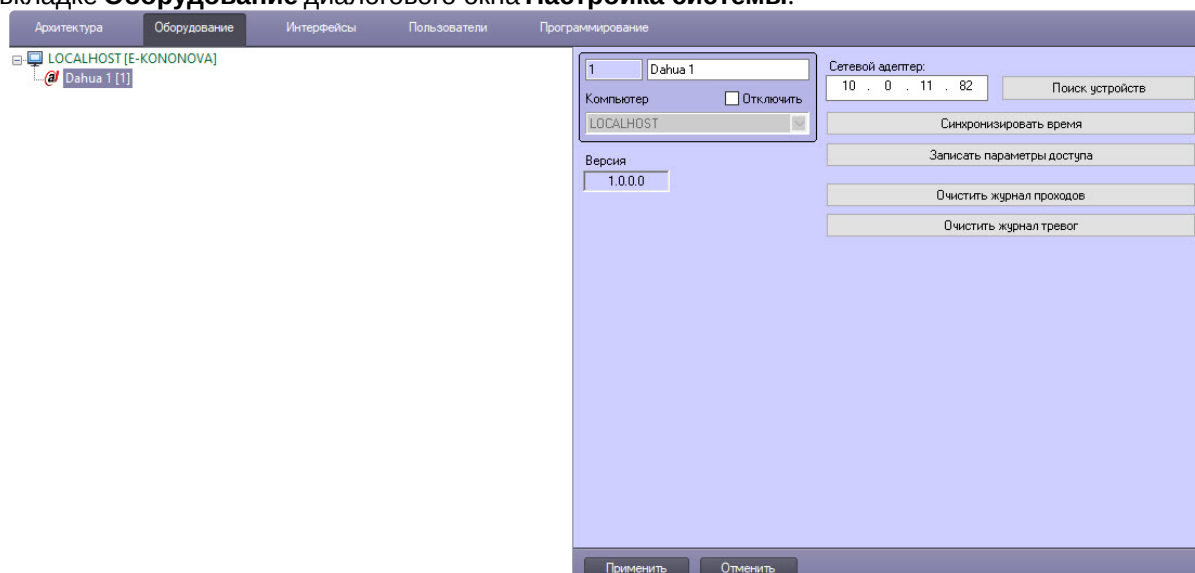 вкладке Оборудование диалогового окна Настройка системы.
Архитектура Оборудование Интерфейсы Пользователи Программирование
LOCALHOST [E-KONONOVA]
Dahua 1 [1]
1 Dahua 1
Компьютер Отключить
LOCALHOST
Версия
1.0.0.0
Сетевой адаптер:
10 . 0 . 11 . 82 Поиск устройств
Синхронизировать время
Записать параметры доступа
Очистить журнал проходов
Очистить журнал тревог
Применить Отменить